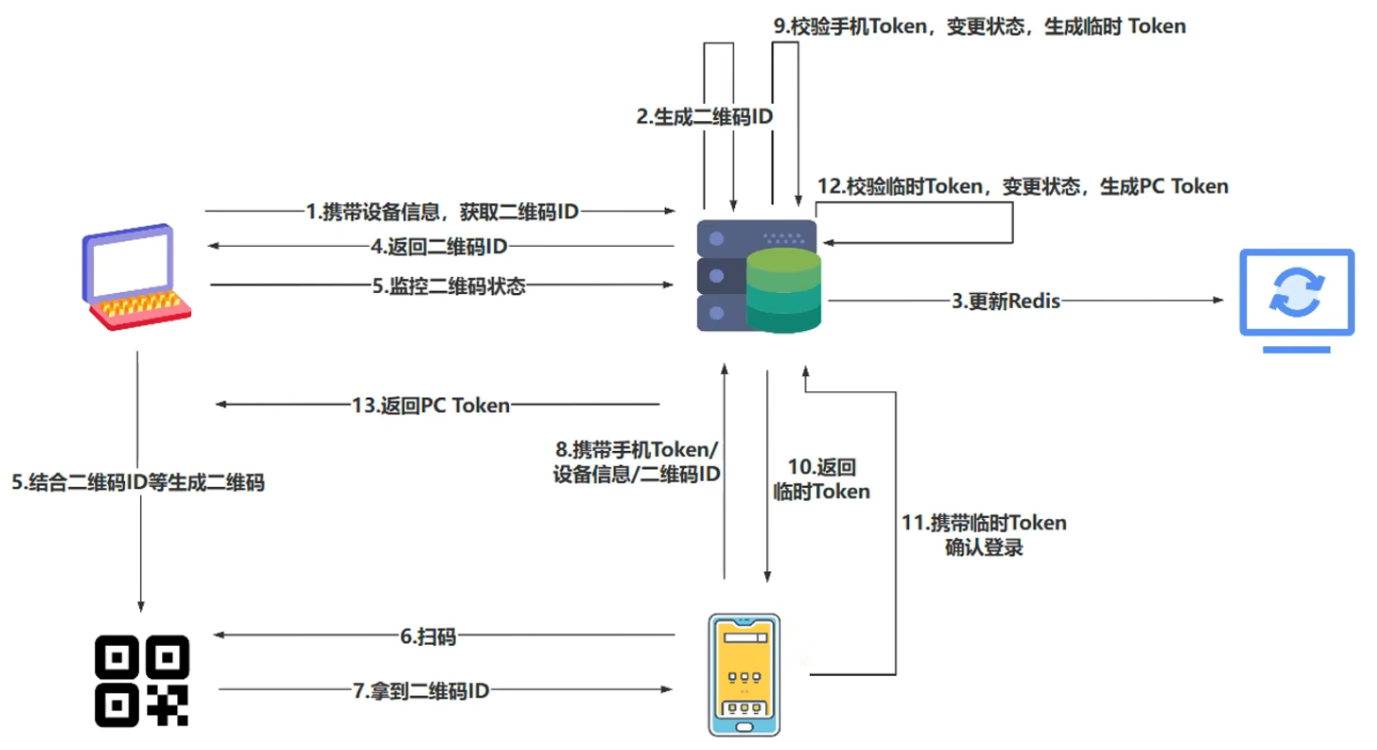 9.校验手机Token，变更状态，生成临时 Token
2.生成二维码ID
12.校验临时Token，变更状态，生成PC Token
1.携带设备信息，获取二维码ID
4.返回二维码ID
5.监控二维码状态
3.更新Redis
13.返回PC Token
8.携带手机Token/
设备信息/二维码ID
10.返回
临时Token
5.结合二维码ID等生成二维码
11.携带临时Token
确认登录
6.扫码
7.拿到二维码ID